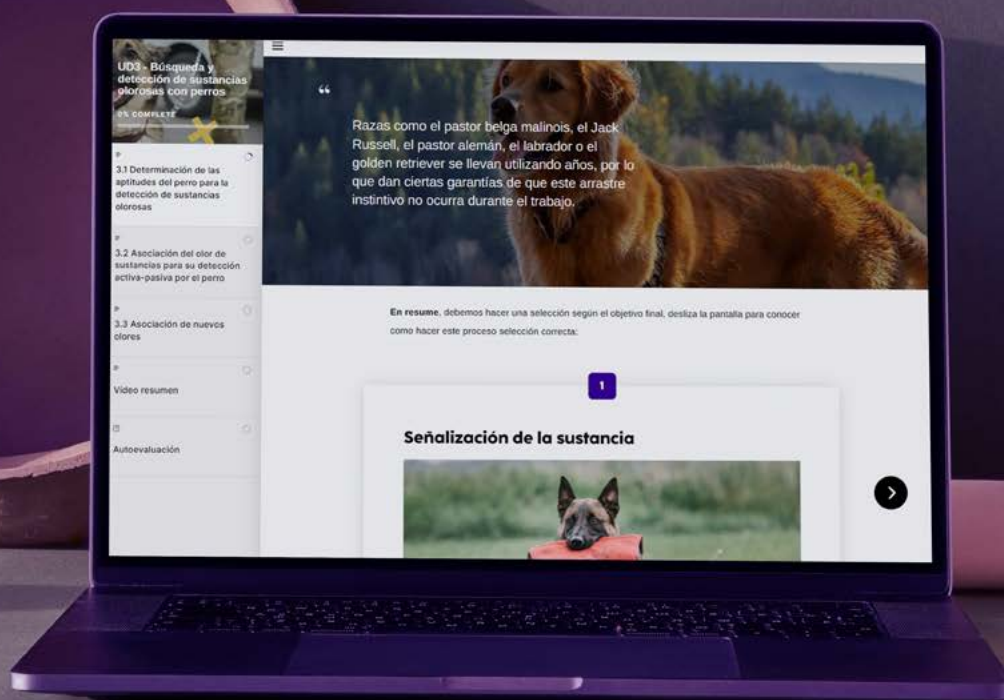 UD3 - Búsqueda y
detección de sustancias
olorosas con perros
0% COMPLETE
3.1 Determinación de las
aptitudes del perro para la
detección de sustancias
olorosas
3.2 Asociación del olor de
sustancias para su detección
activa-pasiva por el perro
3.3 Asociación de nuevos
olores
Video resumen
Autoevaluación
“
Razas como el pastor belga malinois, el Jack
Russell, el pastor alemán, el labrador o el
golden retriever se llevan utilizando años, por lo
que dan ciertas garantías de que este arrastre
instintivo no ocurra durante el trabajo.
En resume, debemos hacer una selección según el objetivo final, desliza la pantalla para conocer
como hacer este proceso selección correcta:
1
Señalización de la sustancia